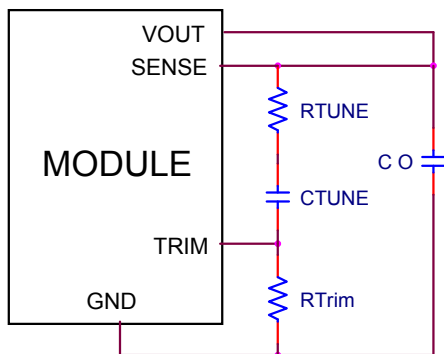 VOUT
SENSE
RTUNE
MODULE
C O
CTUNE
TRIM
GND
RTrim